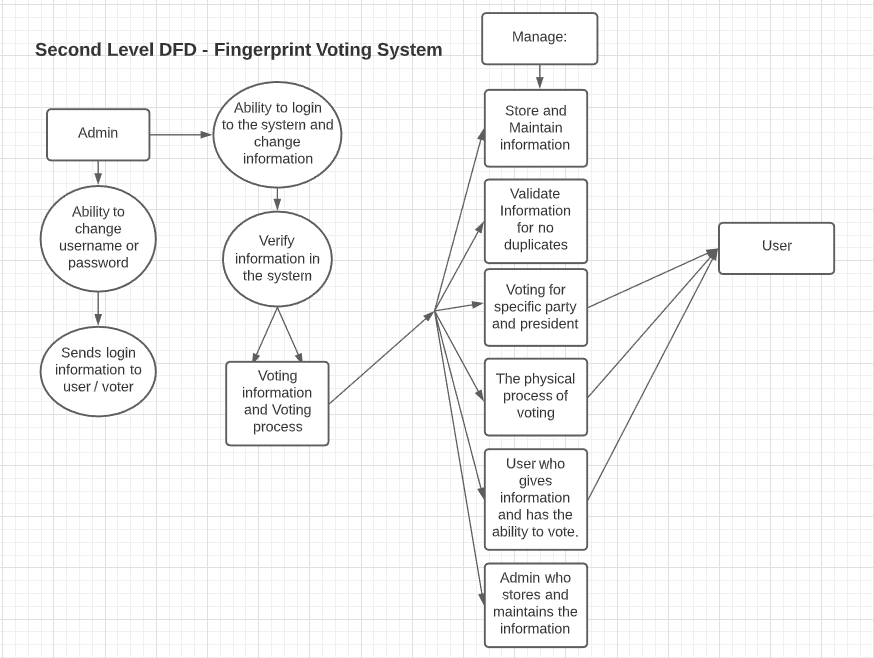 Second Level DFD - Fingerprint Voting System
Manage:
Admin
Ability to login
to the system and
change
information
Ability to
change
username or
password
Verify
information in
the system
Sends login
information to
user / voter
Voting
information
and Voting
process
Store and
Maintain
information
Validate
Information
for no
duplicates
Voting for
specific party
and president
The physical
process of
voting
User who
gives
information
and has the
ability to vote.
Admin who
stores and
maintains the
information
User